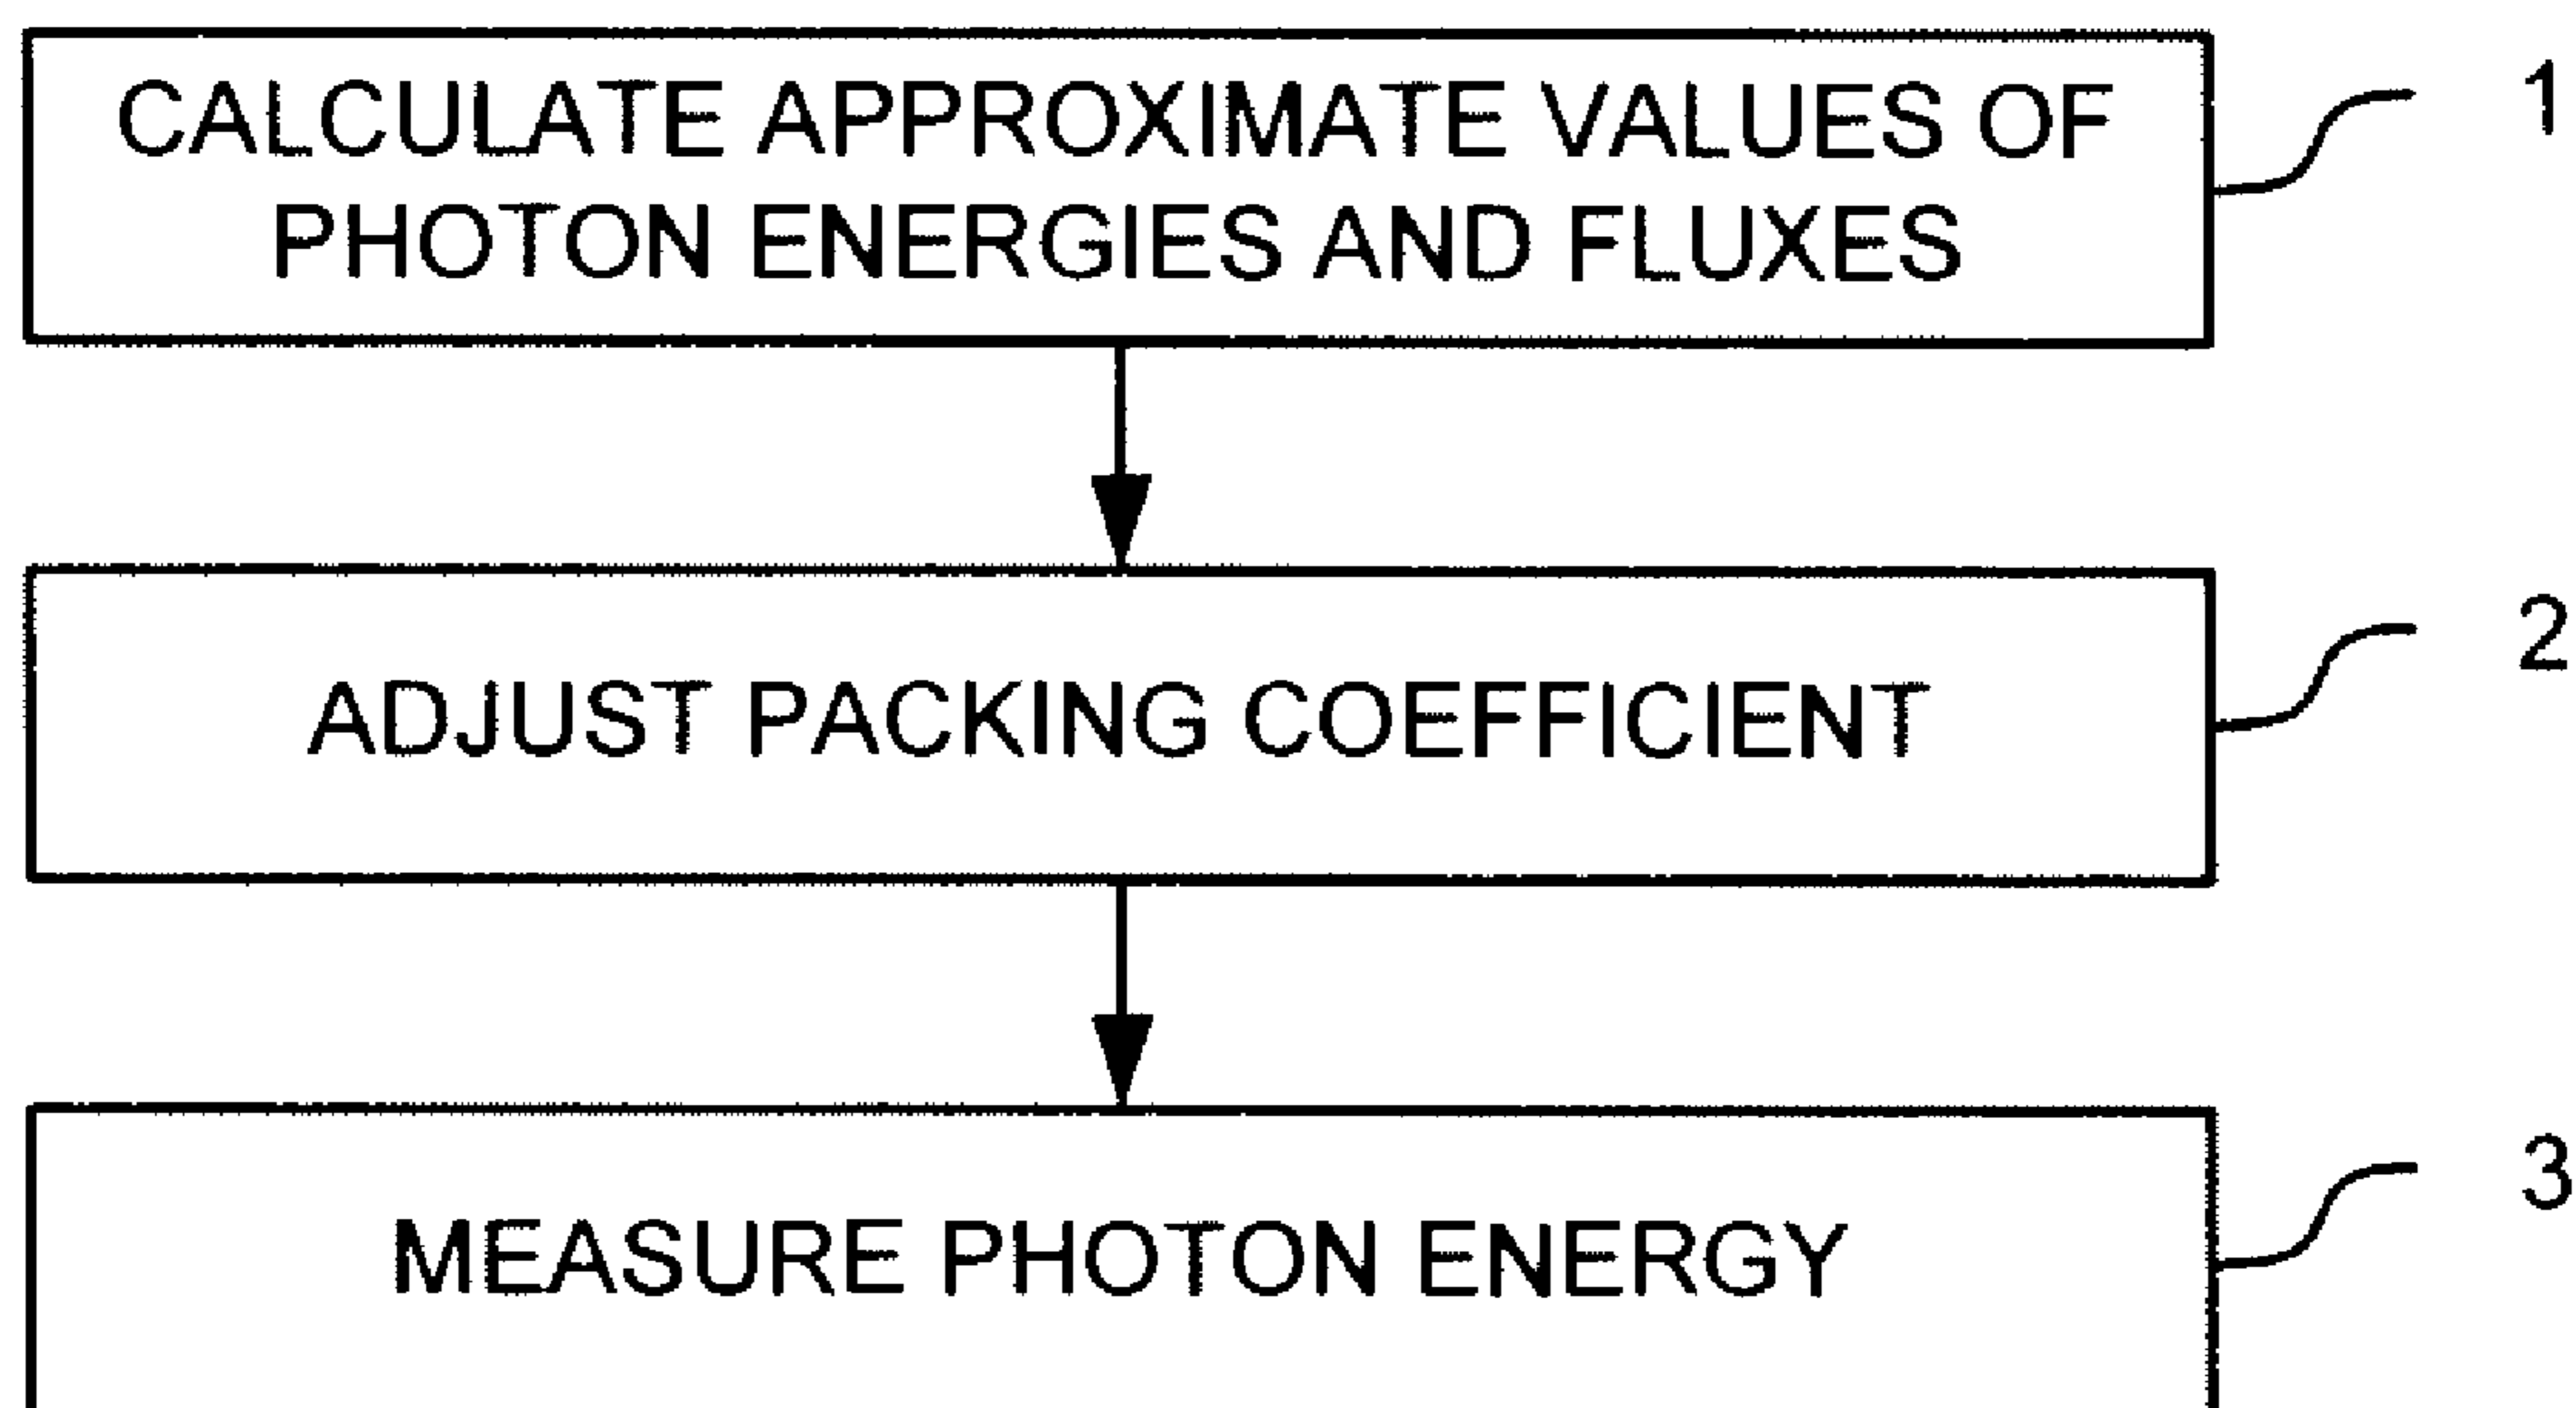 CALCULATE APPROXIMATE VALUES OF
PHOTON ENERGIES AND FLUXES
1
ADJUST PACKING COEFFICIENT
2
MEASURE PHOTON ENERGY
3